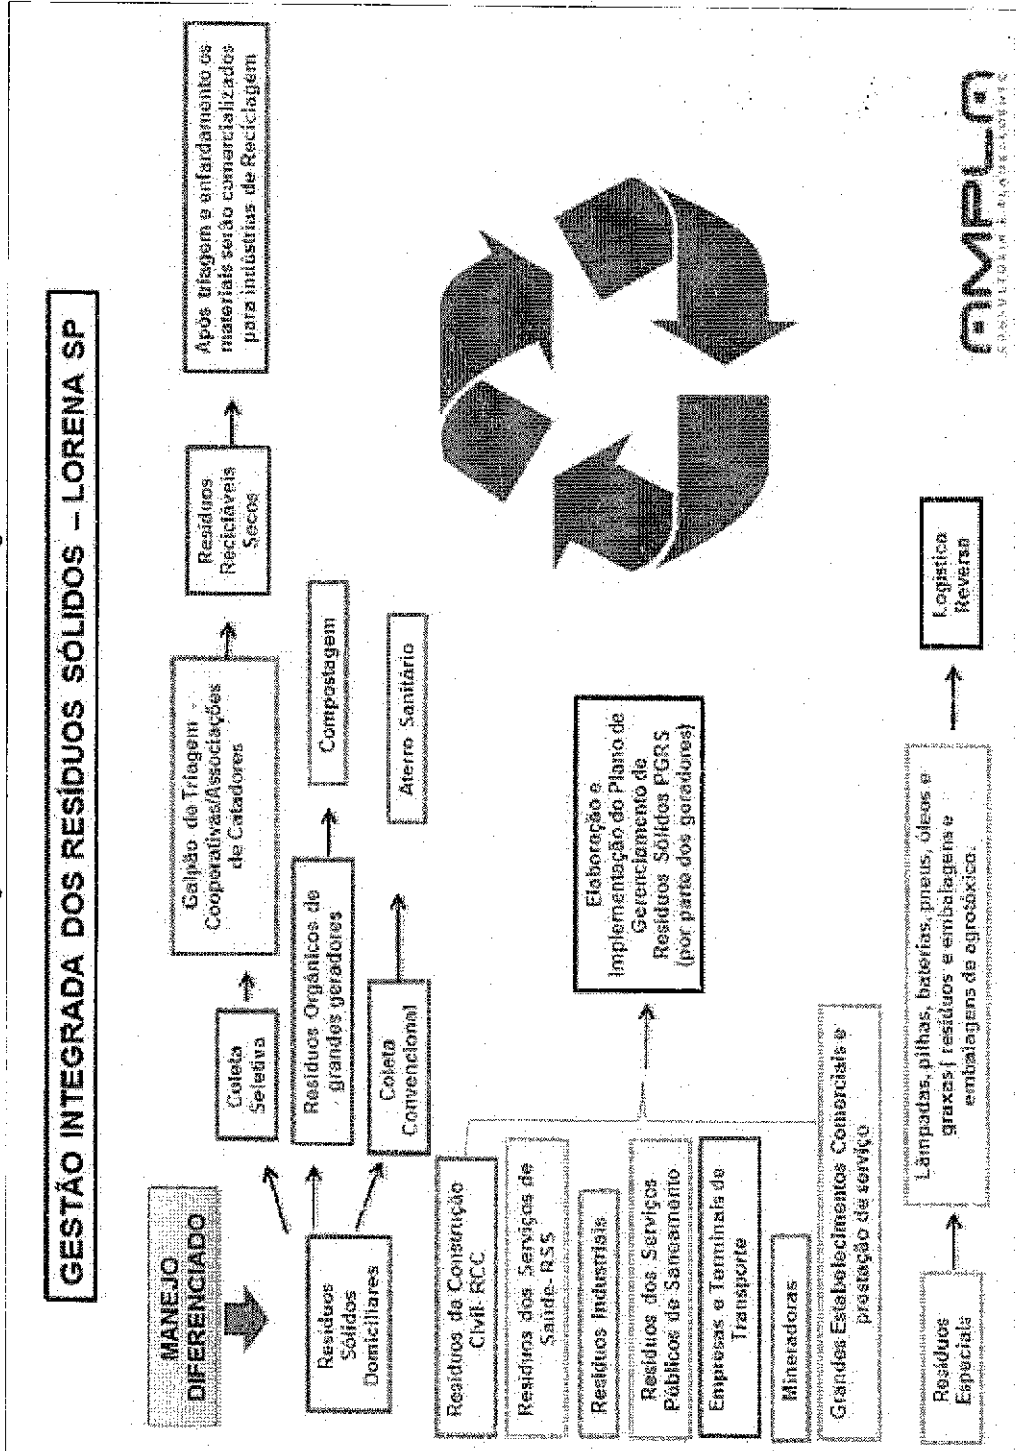 GESTÃO INTEGRADA DOS RESÍDUOS SÓLIDOS – LORENA SP
MANEJO
DIFERENCIADO
Resíduos
Sólidos
Domiciliares
Coleta
Seletiva
Galpão de Triagem -
Cooperativas/Associações
de Catadores
Resíduos
Recicláveis
Secos
Após triagem e enfardamento os
materiais serão comercializados
para indústrias de Reciclagem
Resíduos Orgânicos de
grandes geradores
Compostagem
Coleta
Convencional
Aterro Sanitário
Resíduos da Construção
Civil- RCC
Resíduos dos Serviços de
Saúde- RSS
Resíduos Industriais
Resíduos dos Serviços
Públicos de Saneamento
Empresas e Terminais de
Transporte
Mineradoras
Grandes Estabelecimentos Comerciais e
prestação de serviço
Elaboração e
Implementação do Plano de
Gerenciamento de
Resíduos Sólidos PGRS
(por parte dos geradores)
Resíduos
Especiais
Lâmpadas, pilhas, baterias, pneus, óleos e
graxas ( resíduos e embalagens e
embalagens de agrotóxico.
Logística
Reversa
AMPLA